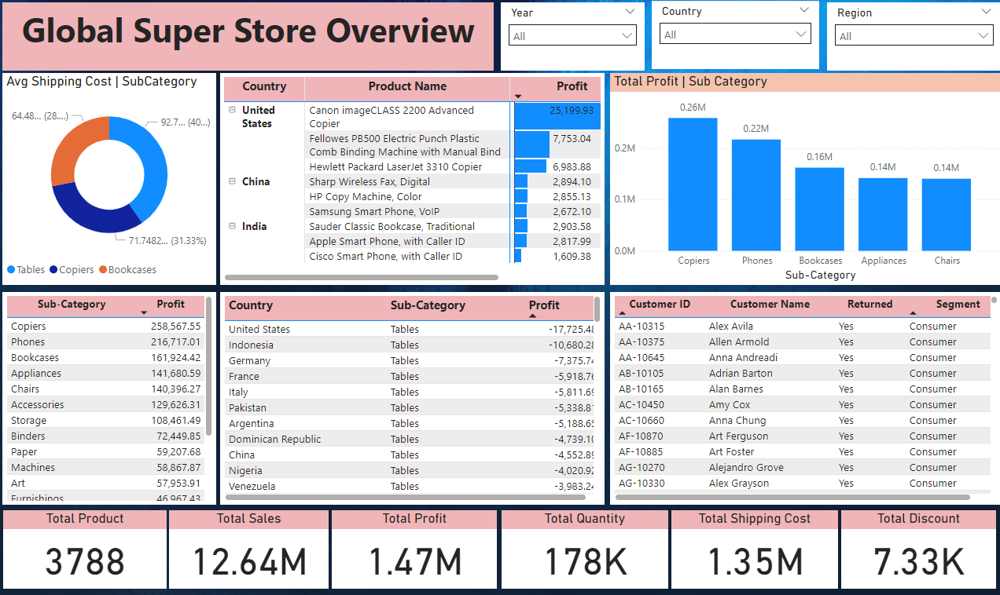 Global Super Store Overview
Year
All
Country
All
Region
All
Avg Shipping Cost | SubCategory
64.48... (28....)
92.7... (40...)
71.7482... (31.33%)
Tables Copiers Bookcases
Country Product Name Profit
United States Canon imageCLASS 2200 Advanced Copier 25,199.93
Fellowes PB500 Electric Punch Plastic Comb Binding Machine with Manual Bind 7,753.04
Hewlett Packard LaserJet 3310 Copier 6,983.88
China Sharp Wireless Fax, Digital 2,894.10
HP Copy Machine, Color 2,855.13
Samsung Smart Phone, VoIP 2,672.10
India Sauder Classic Bookcase, Traditional 2,903.58
Apple Smart Phone, with Caller ID 2,817.99
Cisco Smart Phone, with Caller ID 1,609.38
Total Profit | Sub Category
0.26M
0.22M
0.16M
0.14M
0.14M
0.2M
0.1M
0.0M
Copiers Phones Bookcases Appliances Chairs
Sub-Category
Sub-Category Profit
Copiers 258,567.55
Phones 216,717.01
Bookcases 161,924.42
Appliances 141,680.59
Chairs 140,396.27
Accessories 129,626.31
Storage 108,461.49
Binders 72,449.85
Paper 59,207.68
Machines 58,867.87
Art 57,953.91
Furnishings 46,967.43
Country Sub-Category Profit
United States Tables -17,725.48
Indonesia Tables -10,680.28
Germany Tables -7,375.74
France Tables -5,918.76
Italy Tables -5,811.69
Pakistan Tables -5,338.81
Argentina Tables -5,188.65
Dominican Republic Tables -4,739.10
China Tables -4,552.89
Nigeria Tables -4,020.92
Venezuela Tables -3,983.24
Customer ID Customer Name Returned Segment
AA-10315 Alex Avila Yes Consumer
AA-10375 Allen Armold Yes Consumer
AA-10645 Anna Andreadi Yes Consumer
AB-10105 Adrian Barton Yes Consumer
AB-10165 Alan Barnes Yes Consumer
AC-10450 Amy Cox Yes Consumer
AC-10660 Anna Chung Yes Consumer
AF-10870 Art Ferguson Yes Consumer
AF-10885 Art Foster Yes Consumer
AG-10270 Alejandro Grove Yes Consumer
AG-10330 Alex Grayson Yes Consumer
Total Product
3788
Total Sales
12.64M
Total Profit
1.47M
Total Quantity
178K
Total Shipping Cost
1.35M
Total Discount
7.33K